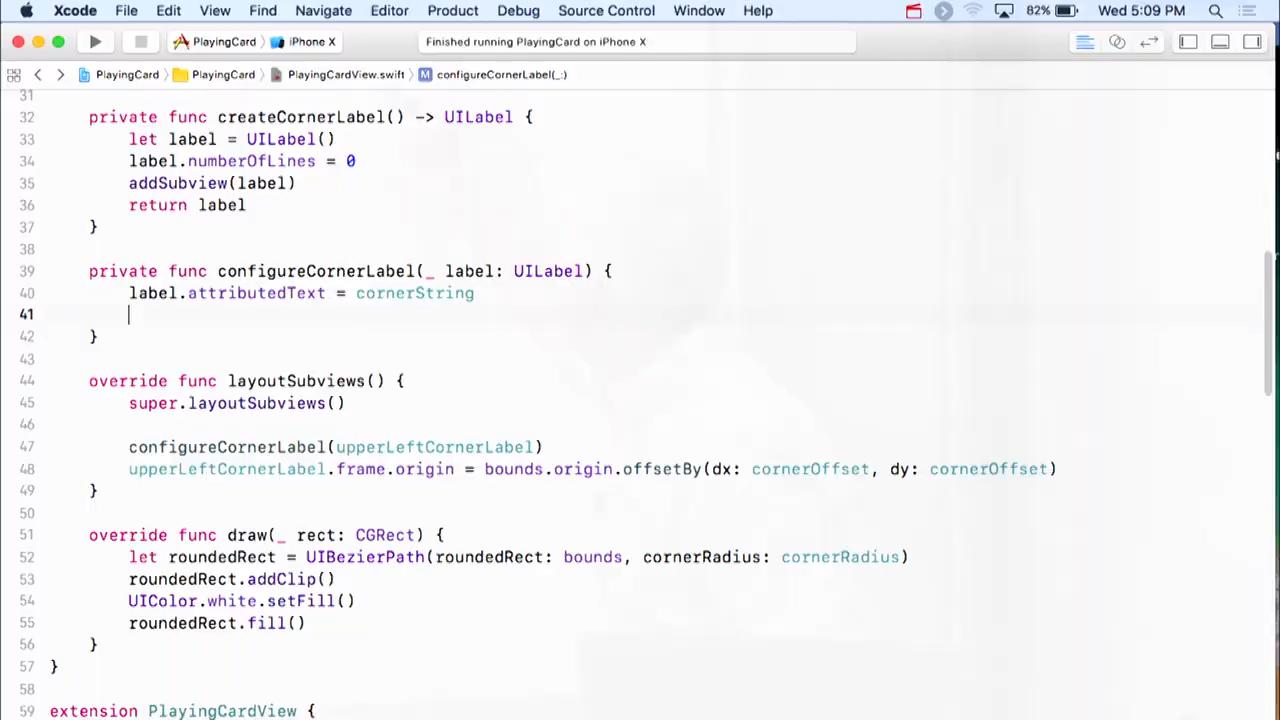 Xcode File Edit View Find Navigate Editor Product Debug Source Control Window Help 82% Wed 5:09 PM
PlayingCard iPhone X Finished running PlayingCard on iPhone X
PlayingCard PlayingCard PlayingCardView.swift M configureCornerLabel(_:)
31
32 private func createCornerLabel() -> UILabel {
33 let label = UILabel()
34 label.numberOfLines = 0
35 addSubview(label)
36 return label
37 }
38
39 private func configureCornerLabel(_ label: UILabel) {
40 label.attributedText = cornerString
41
42 }
43
44 override func layoutSubviews() {
45 super.layoutSubviews()
46
47 configureCornerLabel(upperLeftCornerLabel)
48 upperLeftCornerLabel.frame.origin = bounds.origin.offsetBy(dx: cornerOffset, dy: cornerOffset)
49 }
50
51 override func draw(_ rect: CGRect) {
52 let roundedRect = UIBezierPath(roundedRect: bounds, cornerRadius: cornerRadius)
53 roundedRect.addClip()
54 UIColor.white.setFill()
55 roundedRect.fill()
56 }
57 }
58
59 extension PlayingCardView {